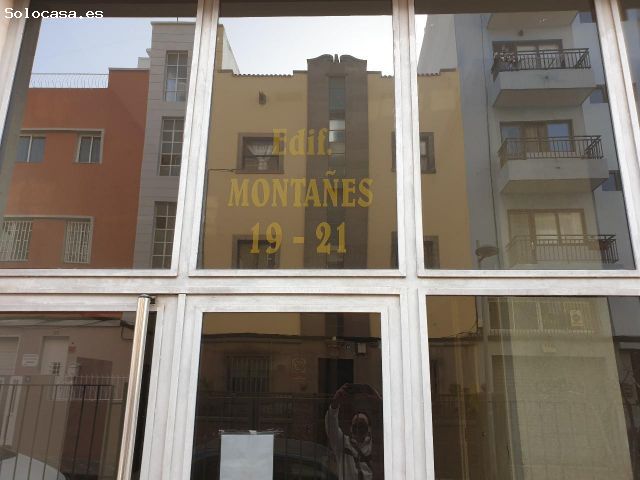 Solocasa.es
Edif.
MONTAÑES
19 - 21